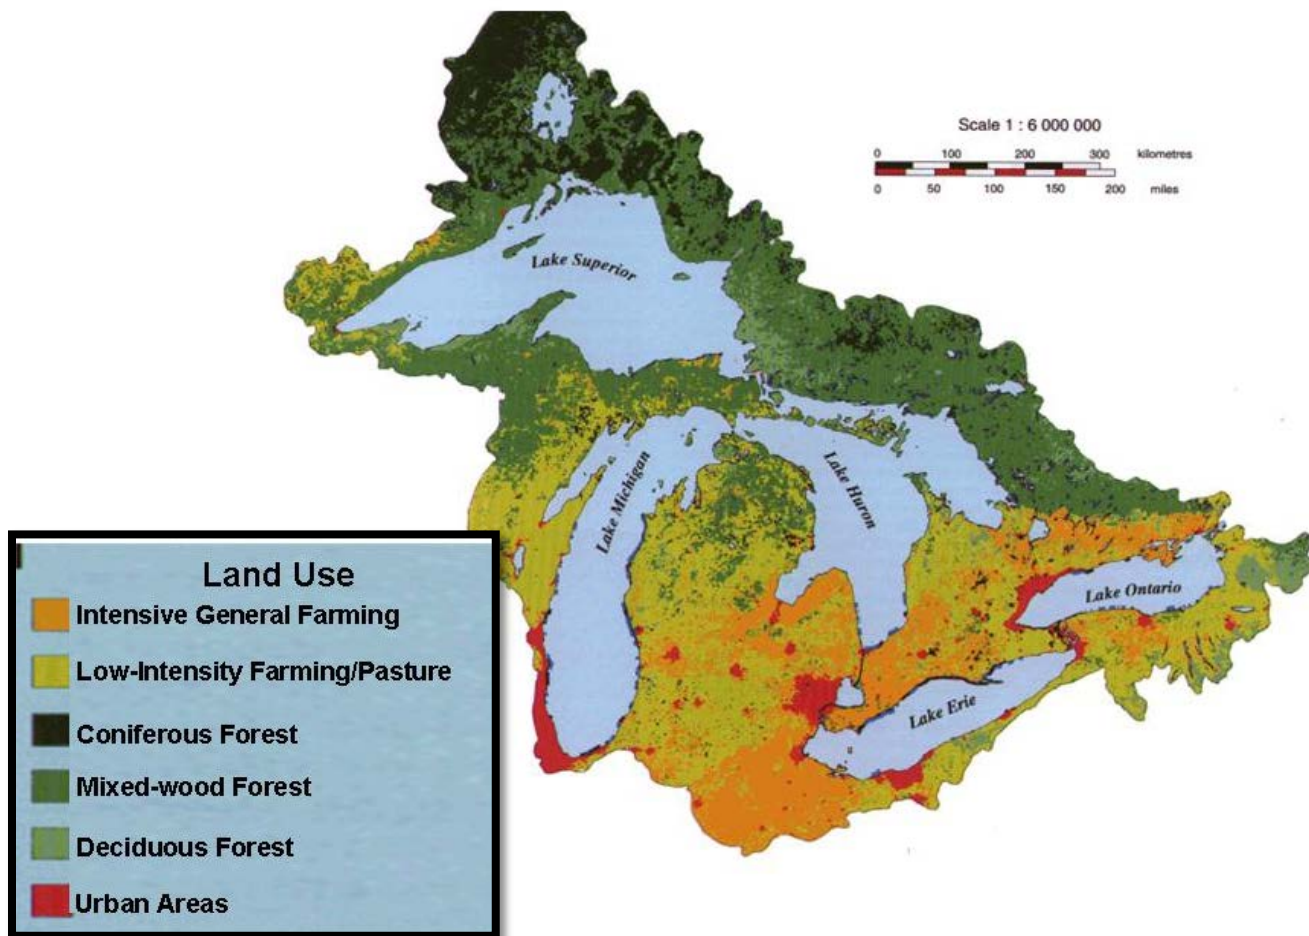 Scale 1 : 6 000 000
0 100 200 300 kilometres
0 50 100 150 200 miles
Lake Superior
Lake Michigan
Lake Huron
Lake Ontario
Lake Erie
Land Use
Intensive General Farming
Low-Intensity Farming/Pasture
Coniferous Forest
Mixed-wood Forest
Deciduous Forest
Urban Areas